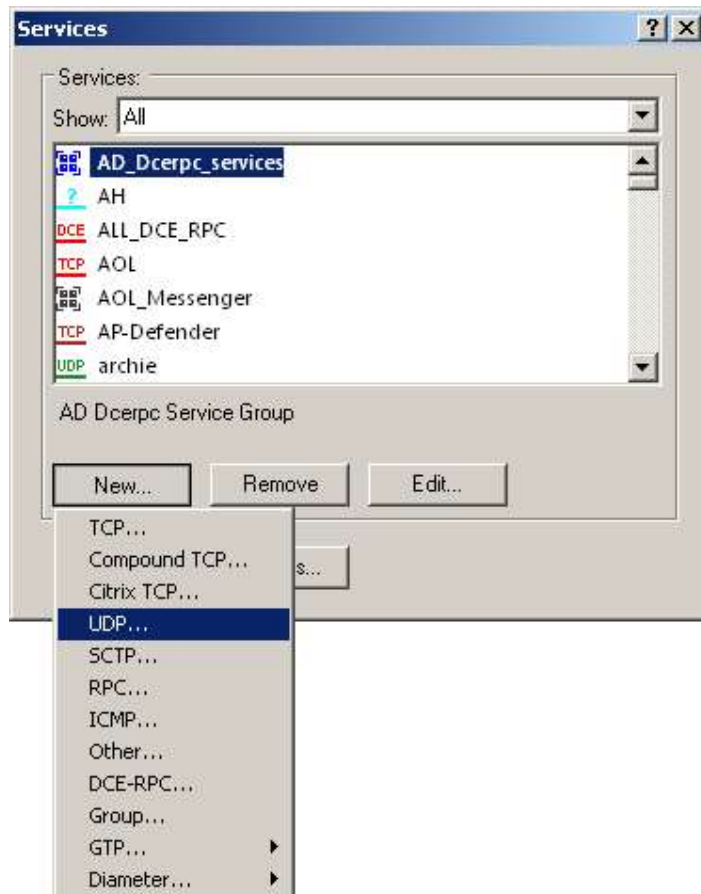 Services
Services:
Show: All
AD_Dcerpc_services
? AH
DCE ALL_DCE_RPC
TCP AOL
AOL_Messenger
TCP AP-Defender
UDP archie
AD Dcerpc Service Group
New... Remove Edit...
TCP...
Compound TCP...
s...
Citrix TCP...
UDP...
SCTP...
RPC...
ICMP...
Other...
DCE-RPC...
Group...
GTP...
Diameter...